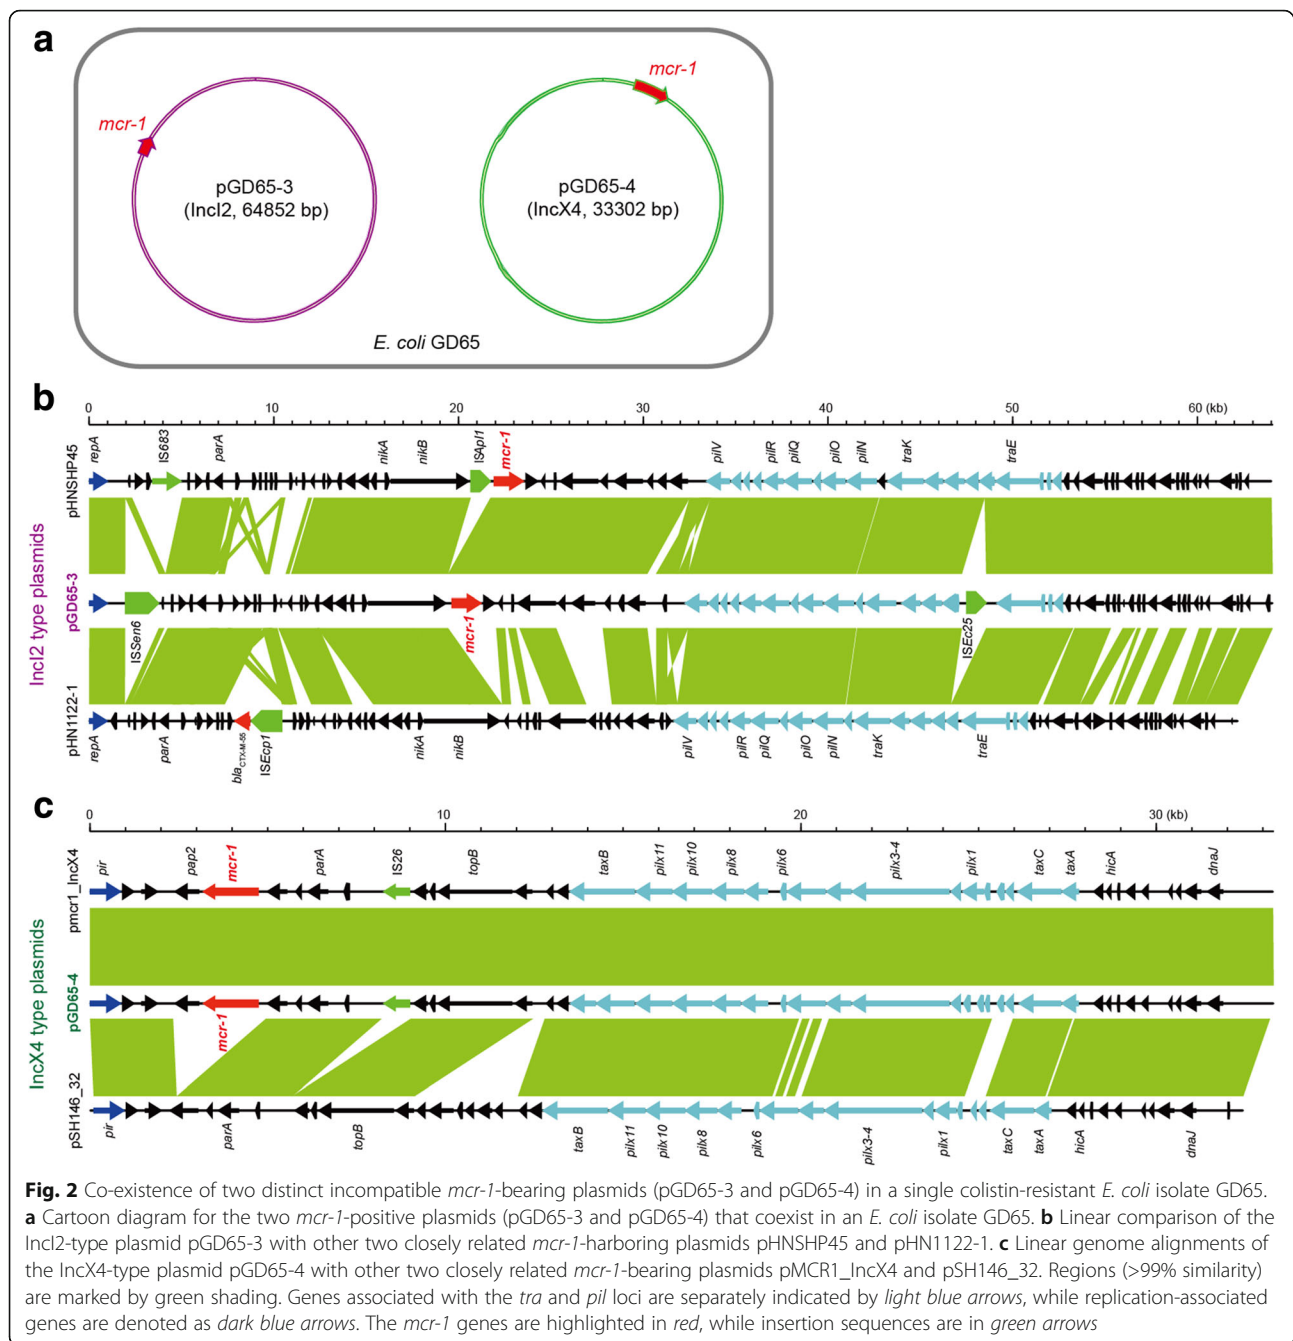 a
mcr-1
mcr-1
pGD65-3
(IncI2, 64852 bp)
pGD65-4
(IncX4, 33302 bp)
E. coli GD65
b
0 10 20 30 40 50 60 (kb)
IncI2 type plasmids
pHNSHP45
repA IS683 parA nikA nikB ISApl1 mcr-1 pilV pilR pilQ pilO pilN traK traE
pGD65-3
ISSen6 mcr-1 ISEc25
pHN1122-1
repA parA blaCTX-M-55 ISEcp1 nikA nikB pilV pilR pilQ pilO pilN traK traE
c
0 10 20 30 (kb)
IncX4 type plasmids
pmcr1_IncX4
pir pap2 mcr-1 parA IS26 topB taxB pilx11 pilx10 pilx8 pilx6 pilx3-4 pilx1 taxC taxA hicA dnaJ
pGD65-4
mcr-1
pSH146_32
pir parA topB taxB pilx11 pilx10 pilx8 pilx6 pilx3-4 pilx1 taxC taxA hicA dnaJ
Fig. 2 Co-existence of two distinct incompatible mcr-1-bearing plasmids (pGD65-3 and pGD65-4) in a single colistin-resistant E. coli isolate GD65.
a Cartoon diagram for the two mcr-1-positive plasmids (pGD65-3 and pGD65-4) that coexist in an E. coli isolate GD65. b Linear comparison of the
IncI2-type plasmid pGD65-3 with other two closely related mcr-1-harboring plasmids pHNSHP45 and pHN1122-1. c Linear genome alignments of
the IncX4-type plasmid pGD65-4 with other two closely related mcr-1-bearing plasmids pMCR1_IncX4 and pSH146_32. Regions (>99% similarity)
are marked by green shading. Genes associated with the tra and pil loci are separately indicated by light blue arrows, while replication-associated
genes are denoted as dark blue arrows. The mcr-1 genes are highlighted in red, while insertion sequences are in green arrows